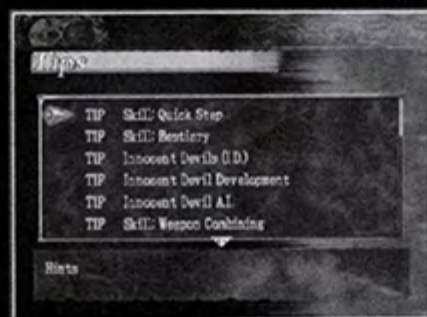 Tips
TIP Skill: Quick Step
TIP Skill: Bestiary
TIP Innocent Devils (I.D.)
TIP Innocent Devil Development
TIP Innocent Devil A.I.
TIP Skill: Weapon Combining
Hints